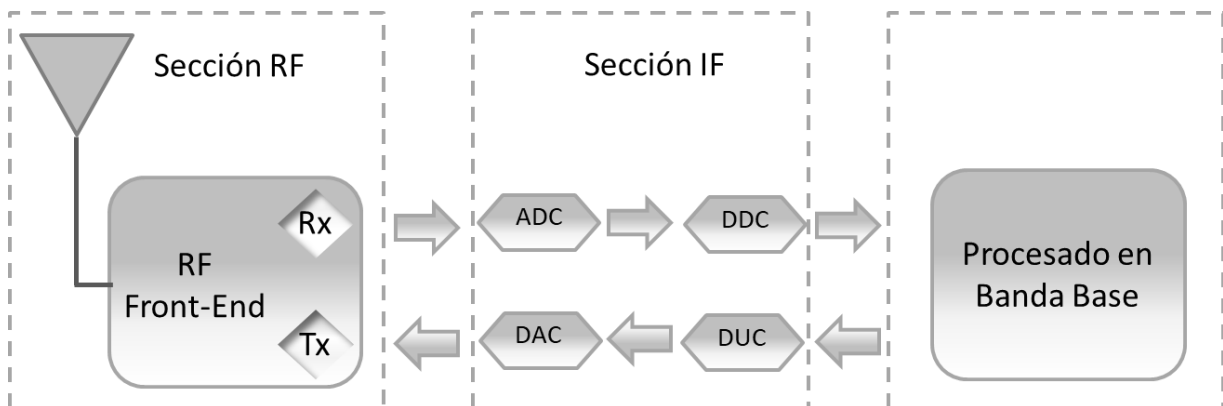 Sección RF
Sección IF
Rx
RF
Front-End
Tx
ADC
DDC
DAC
DUC
Procesado en
Banda Base